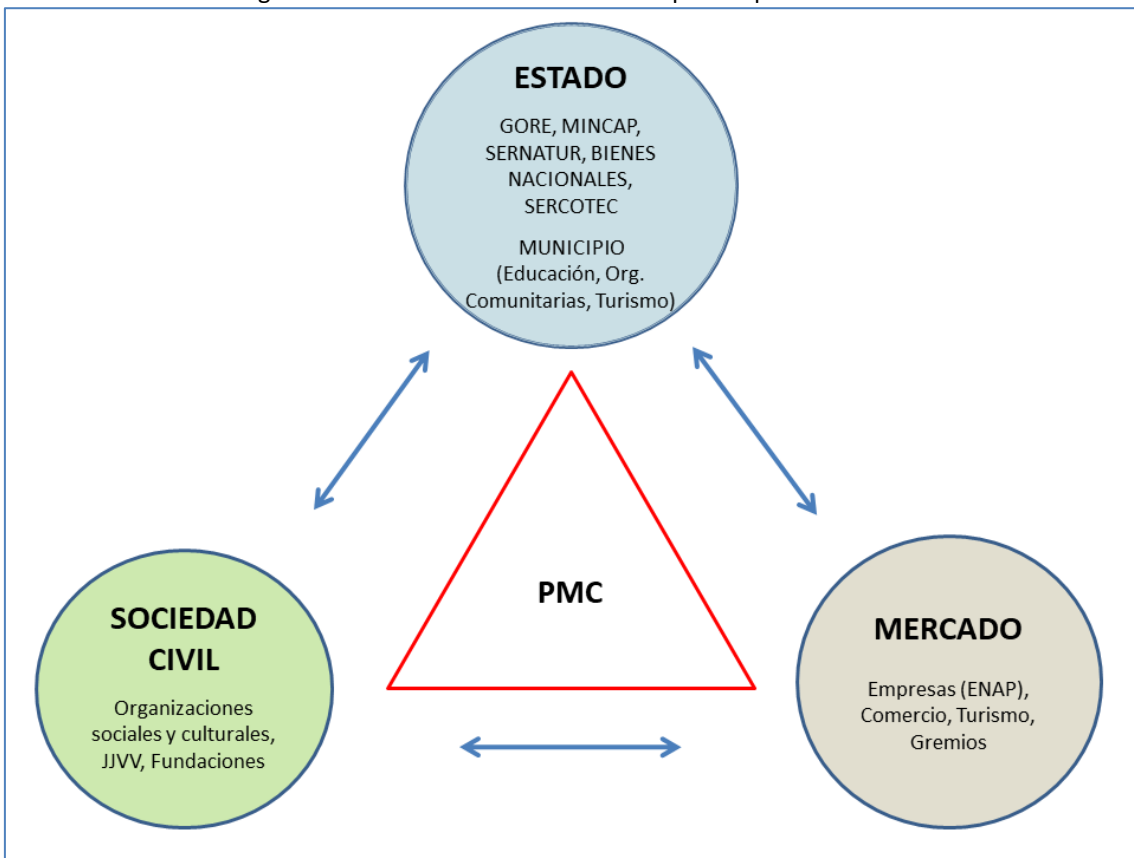 ESTADO
GORE, MINCAP,
SERNATUR, BIENES
NACIONALES,
SERCOTEC
MUNICIPIO
(Educación, Org.
Comunitarias, Turismo)
PMC
SOCIEDAD
CIVIL
Organizaciones
sociales y culturales,
JJVV, Fundaciones
MERCADO
Empresas (ENAP),
Comercio, Turismo,
Gremios